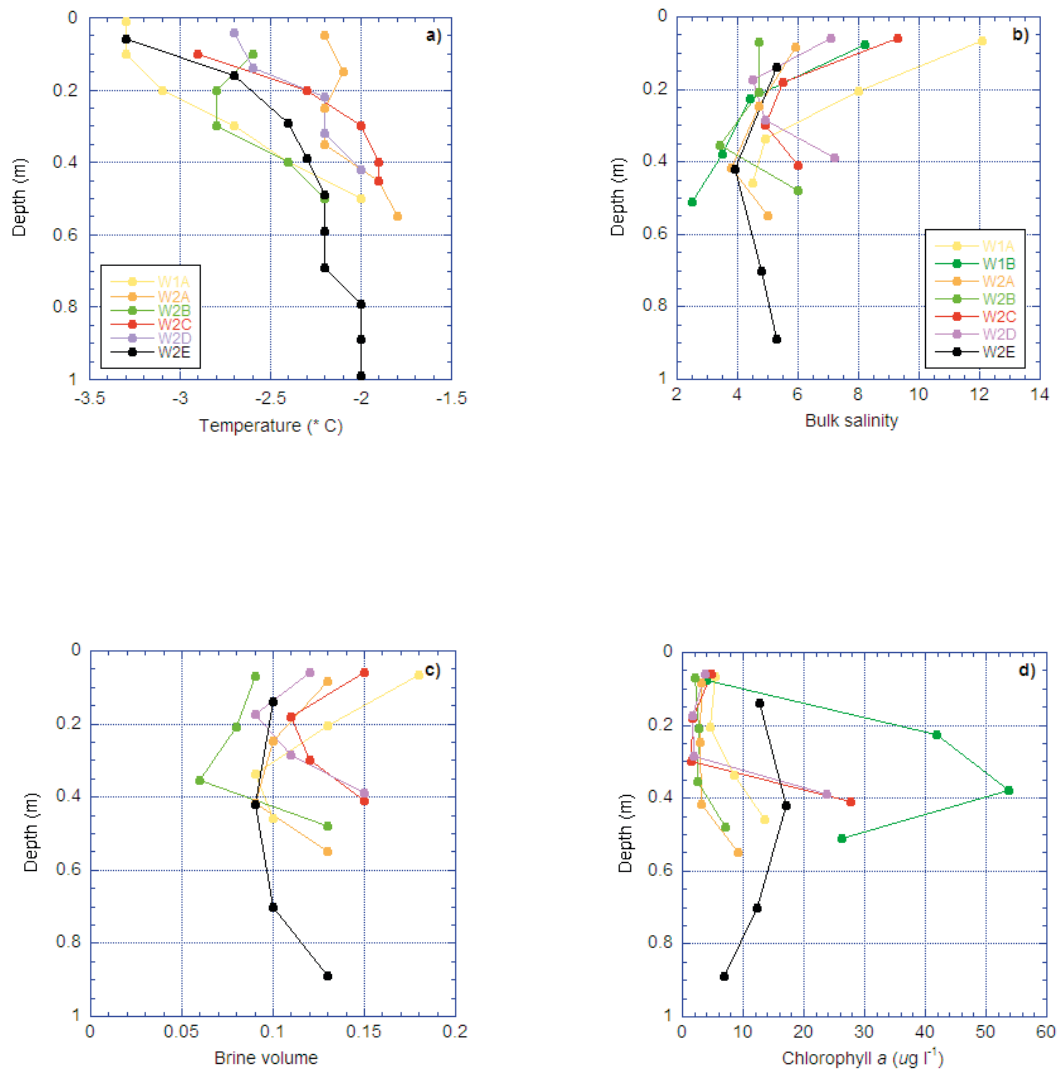 a)
0
0.2
0.4
0.6
0.8
1
Depth (m)
W1A
W2A
W2B
W2C
W2D
W2E
-3.5 -3 -2.5 -2 -1.5
Temperature (* C)
b)
0
0.2
0.4
0.6
0.8
1
Depth (m)
W1A
W1B
W2A
W2B
W2C
W2D
W2E
2 4 6 8 10 12 14
Bulk salinity
c)
0
0.2
0.4
0.6
0.8
1
Depth (m)
0 0.05 0.1 0.15 0.2
Brine volume
d)
0
0.2
0.4
0.6
0.8
1
Depth (m)
0 10 20 30 40 50 60
Chlorophyll a (ug l⁻¹)